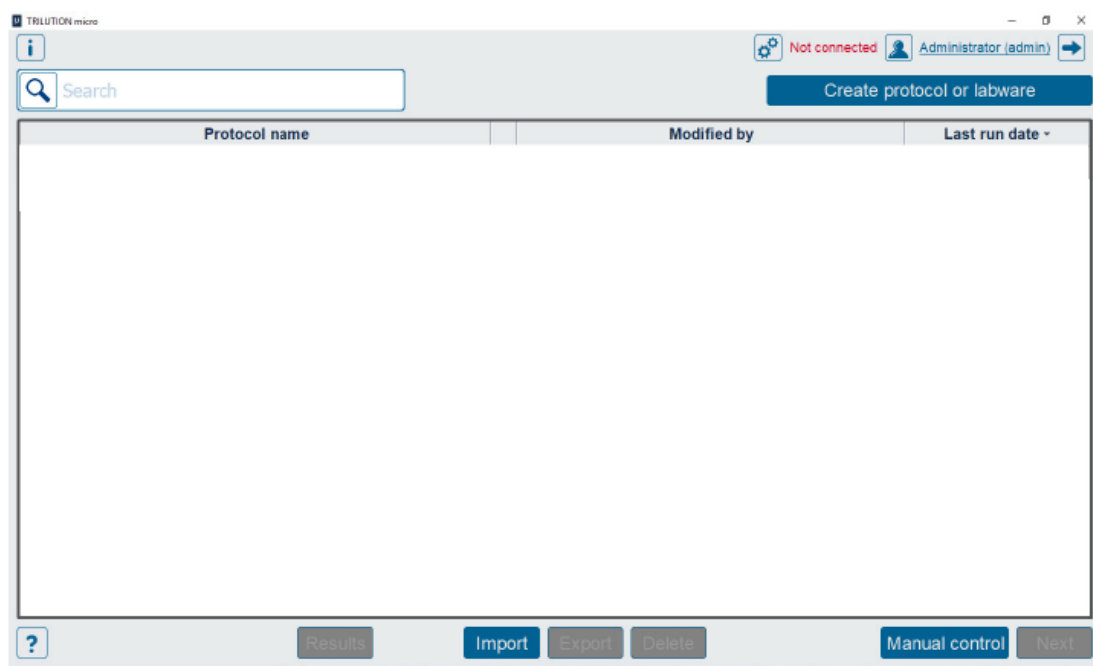 TRILUTION micro
i
Not connected Administrator (admin)
Search
Create protocol or labware
Protocol name Modified by Last run date
? Results Import Export Delete Manual control Next